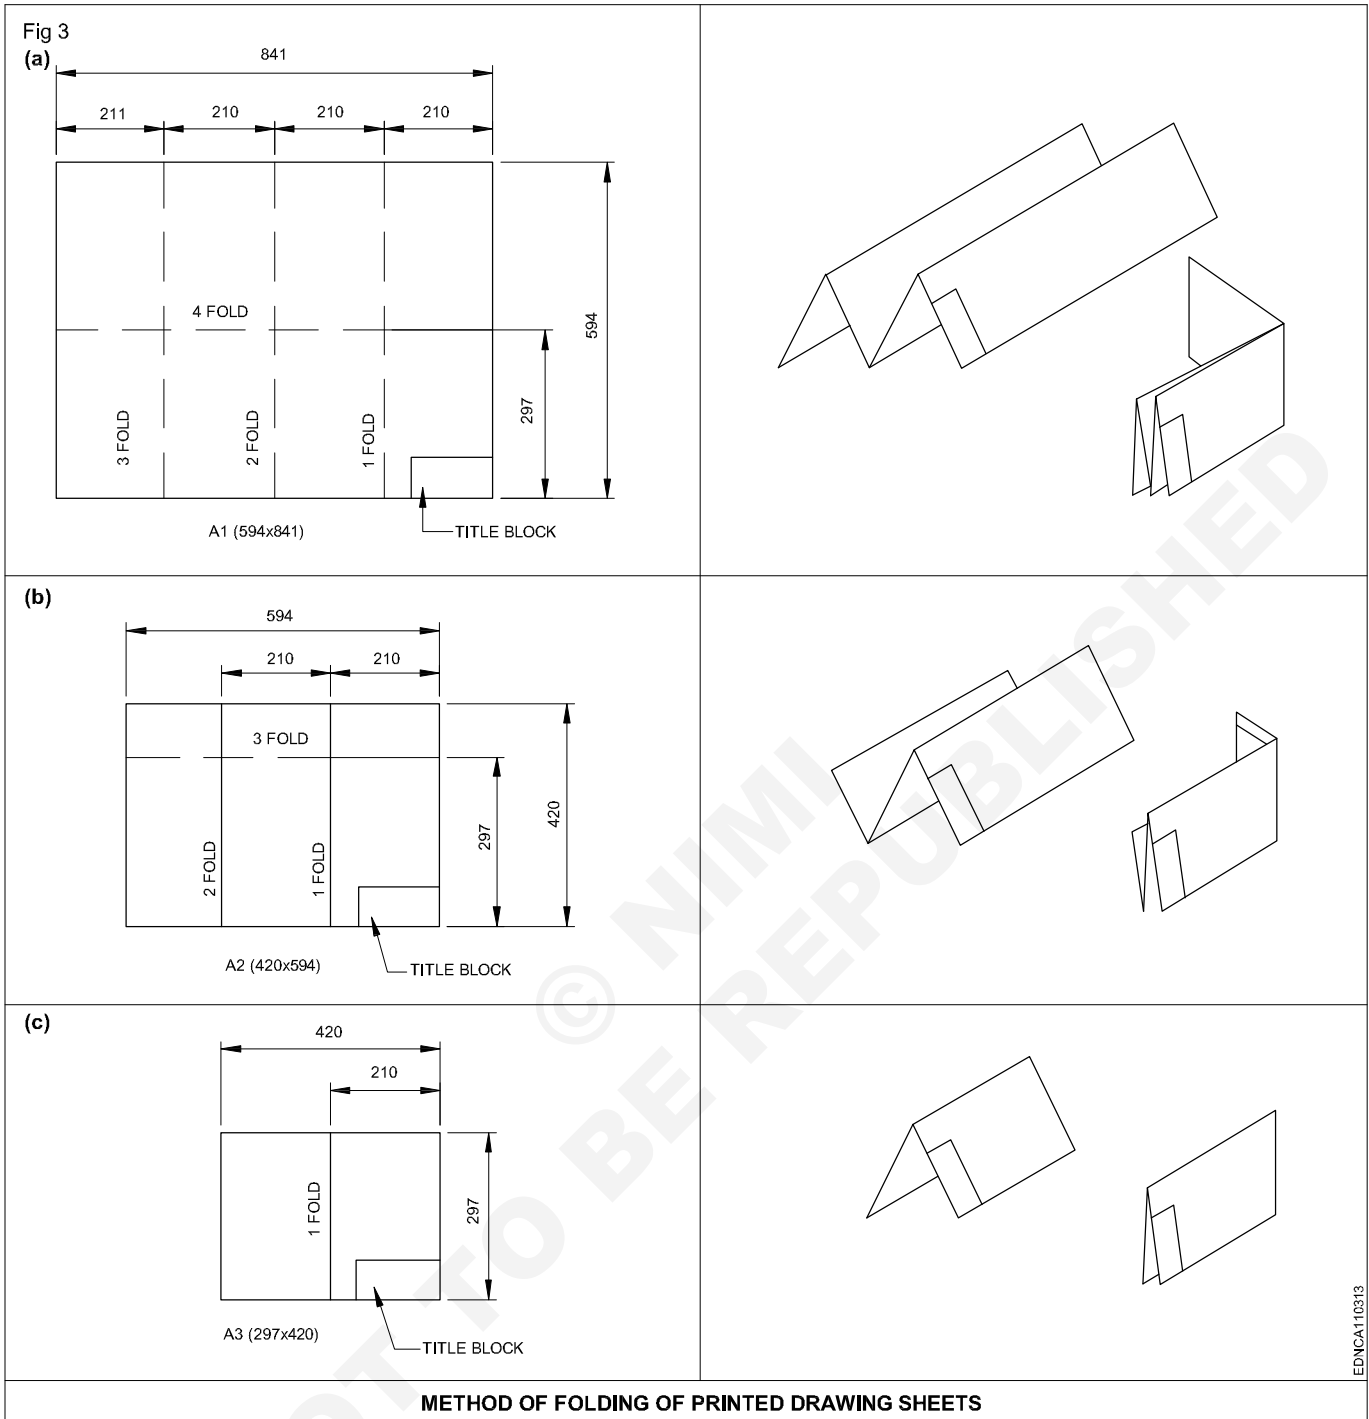 Fig 3
(a)
841
211 210 210 210
594
4 FOLD
297
3 FOLD
2 FOLD
1 FOLD
A1 (594x841)
TITLE BLOCK
(b)
594
210 210
3 FOLD
420
297
2 FOLD
1 FOLD
A2 (420x594)
TITLE BLOCK
(c)
420
210
1 FOLD
297
A3 (297x420)
TITLE BLOCK
EDNCA110313
METHOD OF FOLDING OF PRINTED DRAWING SHEETS
© NIMI
NOT TO BE REPUBLISHED